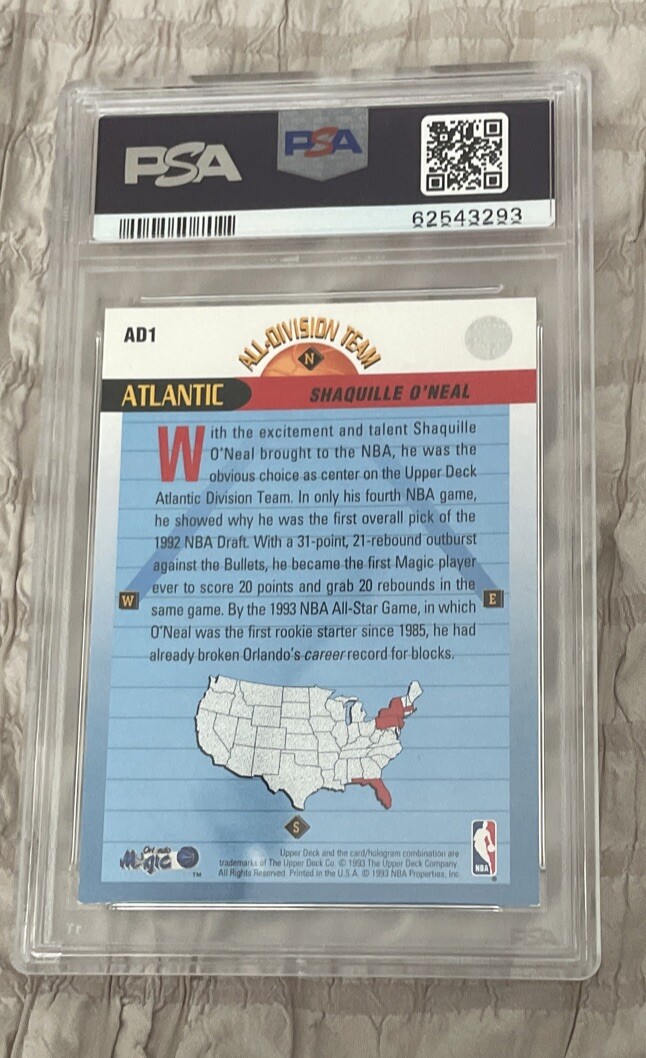 PSA
PSA
62543293
AD1
ALL-DIVISION TEAM
N
ATLANTIC
SHAQUILLE O'NEAL
With the excitement and talent Shaquille
O'Neal brought to the NBA, he was the
obvious choice as center on the Upper Deck
Atlantic Division Team. In only his fourth NBA game,
he showed why he was the first overall pick of the
1992 NBA Draft. With a 31-point, 21-rebound outburst
against the Bullets, he became the first Magic player
ever to score 20 points and grab 20 rebounds in the
same game. By the 1993 NBA All-Star Game, in which
O'Neal was the first rookie starter since 1985, he had
already broken Orlando's career record for blocks.
W
E
S
Orlando
Magic
TM
Upper Deck and the card/hologram combination are
trademarks of The Upper Deck Co. © 1993 The Upper Deck Company.
All Rights Reserved. Printed in the U.S.A. © 1993 NBA Properties, Inc.
NBA
®
PSA